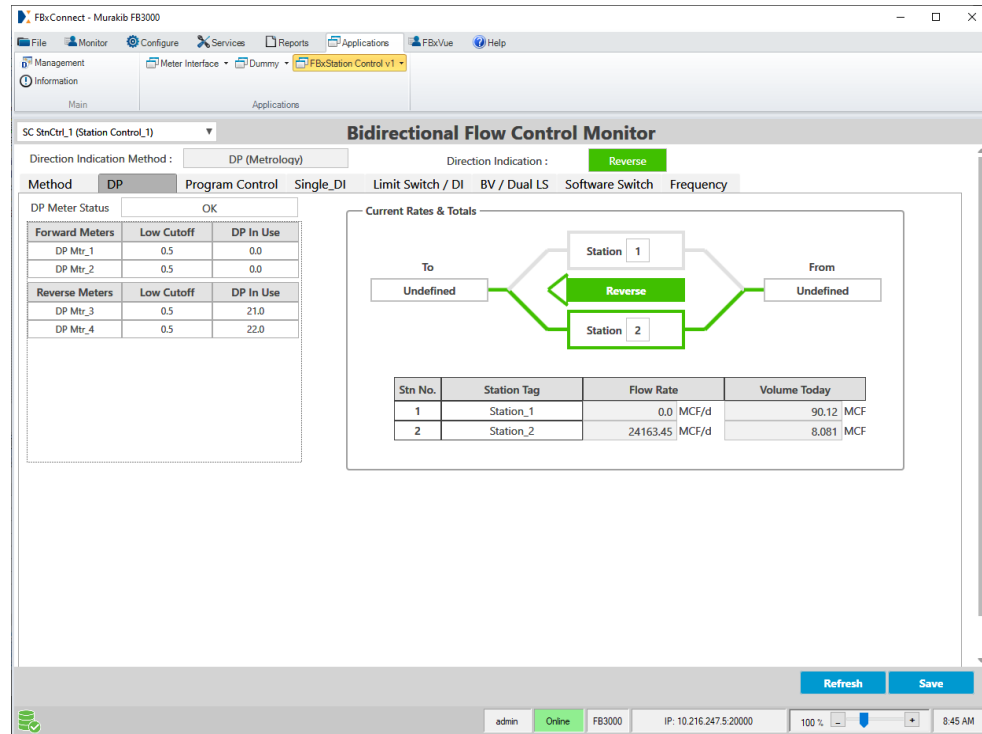 FBxConnect - Murakib FB3000
File Monitor Configure Services Reports Applications FBxVue Help
Management Meter Interface Dummy FBxStation Control v1
Information
Main Applications
SC StnCtrl_1 (Station Control_1) Bidirectional Flow Control Monitor
Direction Indication Method : DP (Metrology) Direction Indication : Reverse
Method DP Program Control Single_DI Limit Switch / DI BV / Dual LS Software Switch Frequency
DP Meter Status OK
Forward Meters Low Cutoff DP In Use
DP Mtr_1 0.5 0.0
DP Mtr_2 0.5 0.0
Reverse Meters Low Cutoff DP In Use
DP Mtr_3 0.5 21.0
DP Mtr_4 0.5 22.0
Current Rates & Totals
Station 1
To From
Undefined Reverse Undefined
Station 2
Stn No. Station Tag Flow Rate Volume Today
1 Station_1 0.0 MCF/d 90.12 MCF
2 Station_2 24163.45 MCF/d 8.081 MCF
Refresh Save
admin Online FB3000 IP: 10.216.247.5:20000 100 % - + 8:45 AM